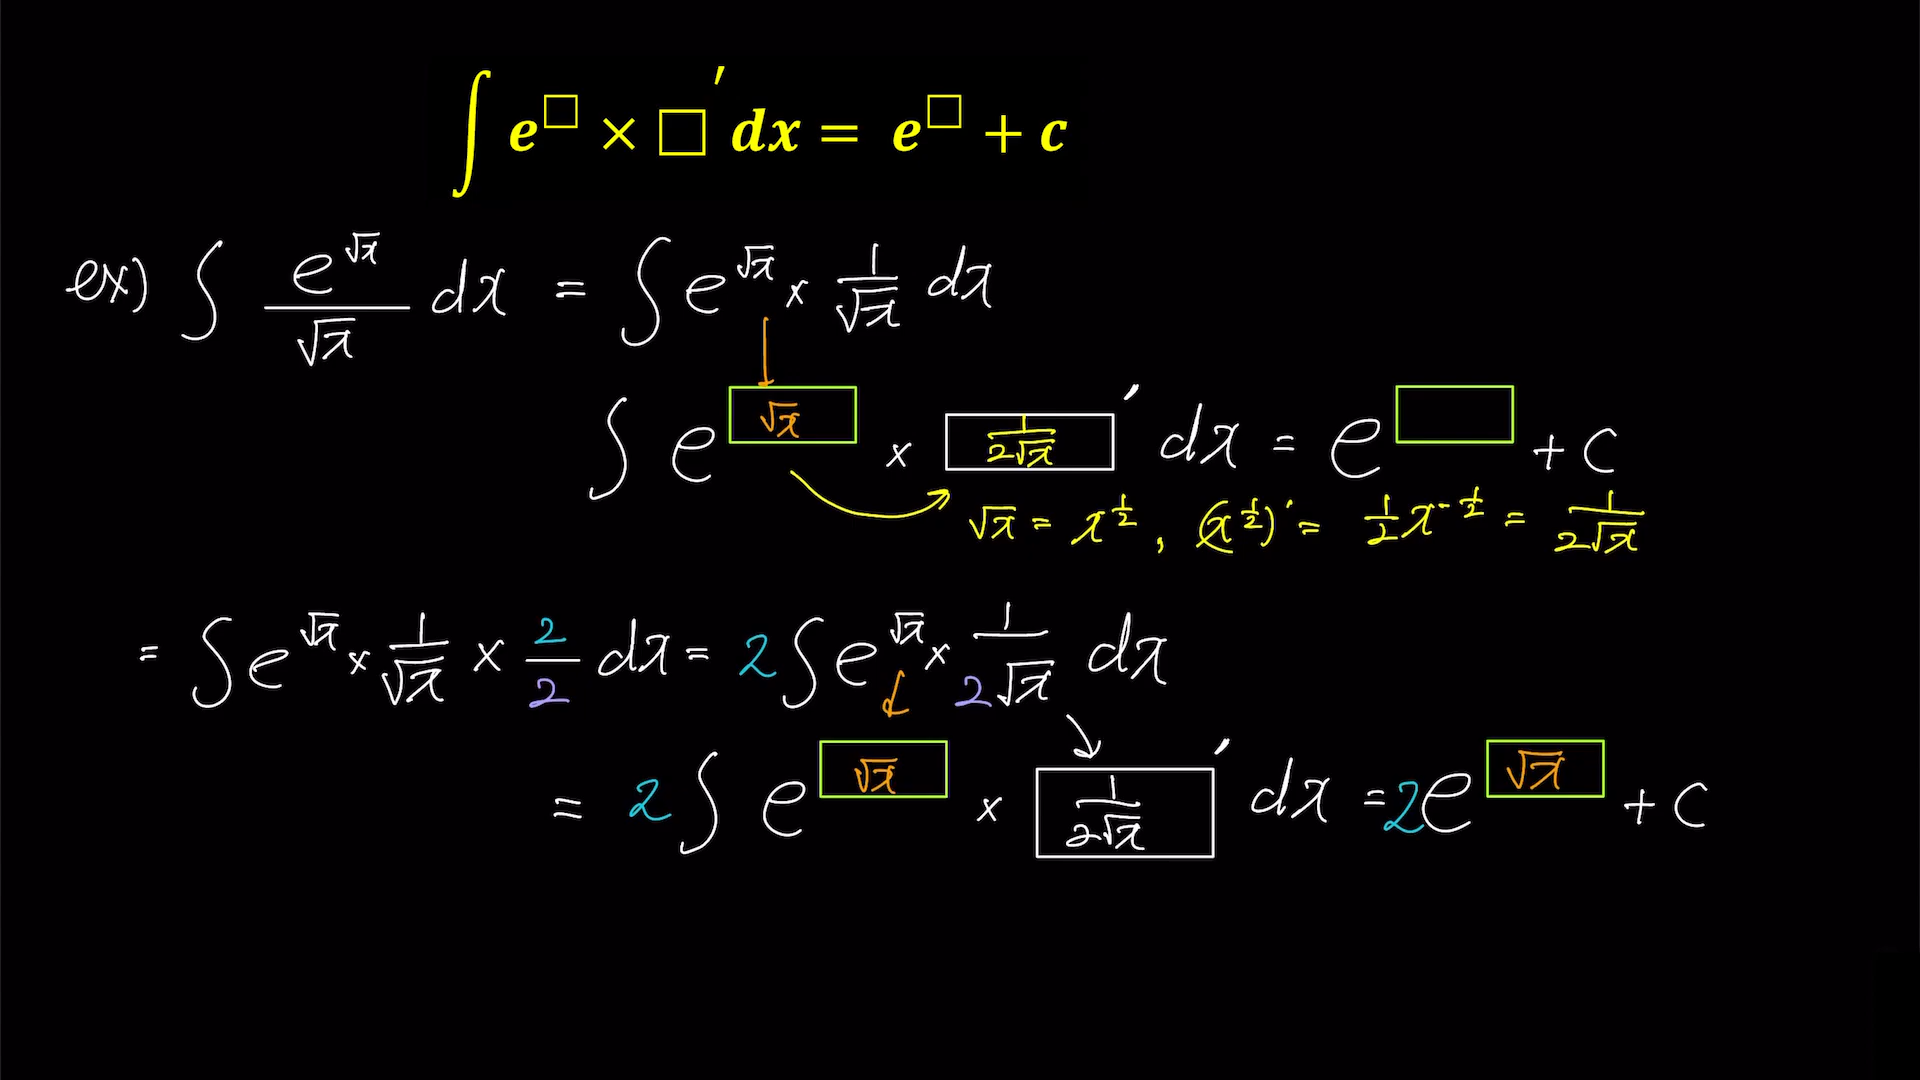 ∫ e^□ × □′ dx = e^□ + c
ex) ∫ e^√x / √x dx = ∫ e^√x × 1/√x dx
∫ e^√x × 1/2√x ′ dx = e^□ + c
√x = x^1/2 , (x^1/2)′ = 1/2 x^-1/2 = 1/2√x
= ∫ e^√x × 1/√x × 2/2 dx = 2 ∫ e^√x × 1/2√x dx
= 2 ∫ e^√x × 1/2√x ′ dx = 2e^√x + c